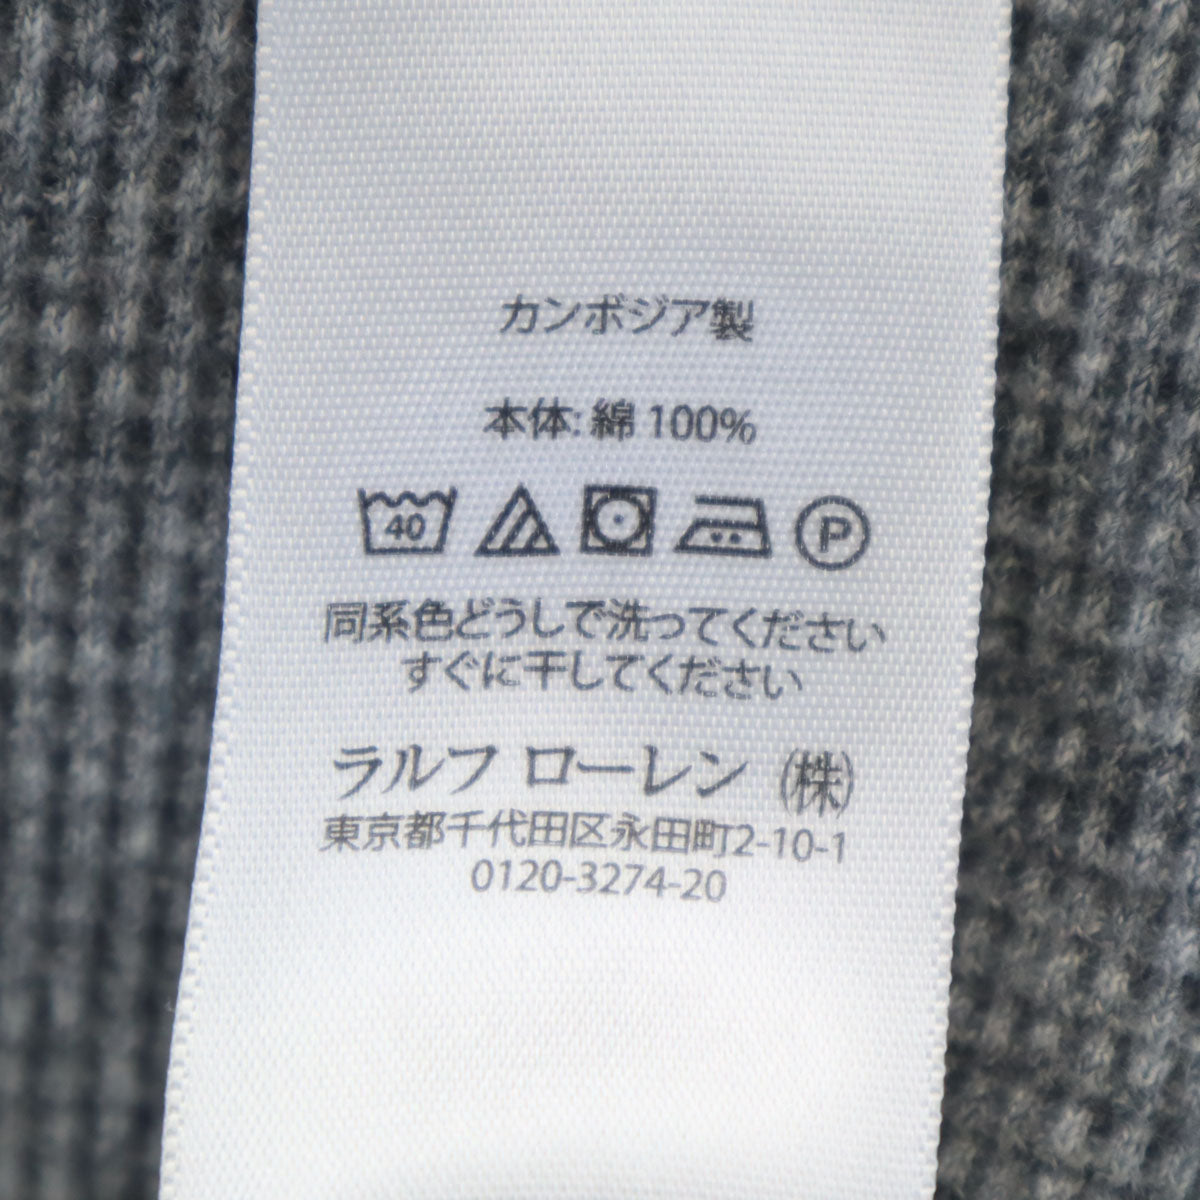 カンボジア製
本体: 綿 100%
40 P
同系色どうしで洗ってください
すぐに干してください
ラルフ ローレン ㈱
東京都千代田区永田町2-10-1
0120-3274-20